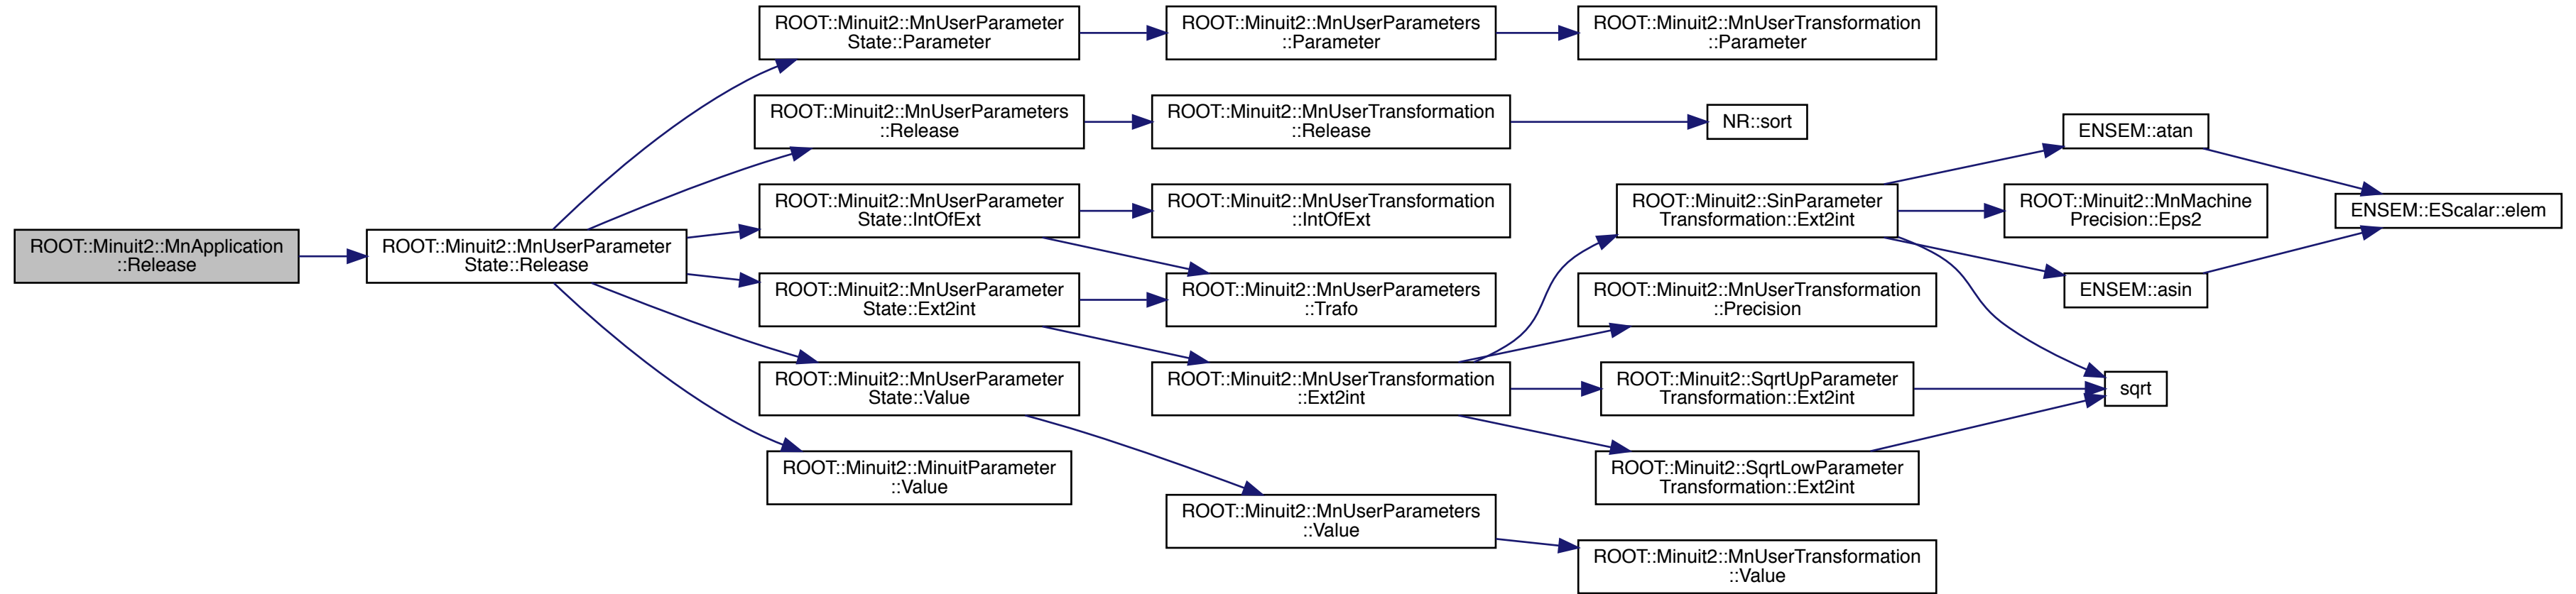 ROOT::Minuit2::MnApplication
::Release
ROOT::Minuit2::MnUserParameter
State::Release
ROOT::Minuit2::MnUserParameter
State::Parameter
ROOT::Minuit2::MnUserParameters
::Release
ROOT::Minuit2::MnUserParameter
State::IntOfExt
ROOT::Minuit2::MnUserParameter
State::Ext2int
ROOT::Minuit2::MnUserParameter
State::Value
ROOT::Minuit2::MinuitParameter
::Value
ROOT::Minuit2::MnUserParameters
::Parameter
ROOT::Minuit2::MnUserTransformation
::Release
ROOT::Minuit2::MnUserTransformation
::IntOfExt
ROOT::Minuit2::MnUserParameters
::Trafo
ROOT::Minuit2::MnUserTransformation
::Ext2int
ROOT::Minuit2::MnUserParameters
::Value
ROOT::Minuit2::MnUserTransformation
::Parameter
NR::sort
ROOT::Minuit2::SinParameter
Transformation::Ext2int
ROOT::Minuit2::MnUserTransformation
::Precision
ROOT::Minuit2::SqrtUpParameter
Transformation::Ext2int
ROOT::Minuit2::SqrtLowParameter
Transformation::Ext2int
ROOT::Minuit2::MnUserTransformation
::Value
ENSEM::atan
ROOT::Minuit2::MnMachine
Precision::Eps2
ENSEM::asin
sqrt
ENSEM::EScalar::elem